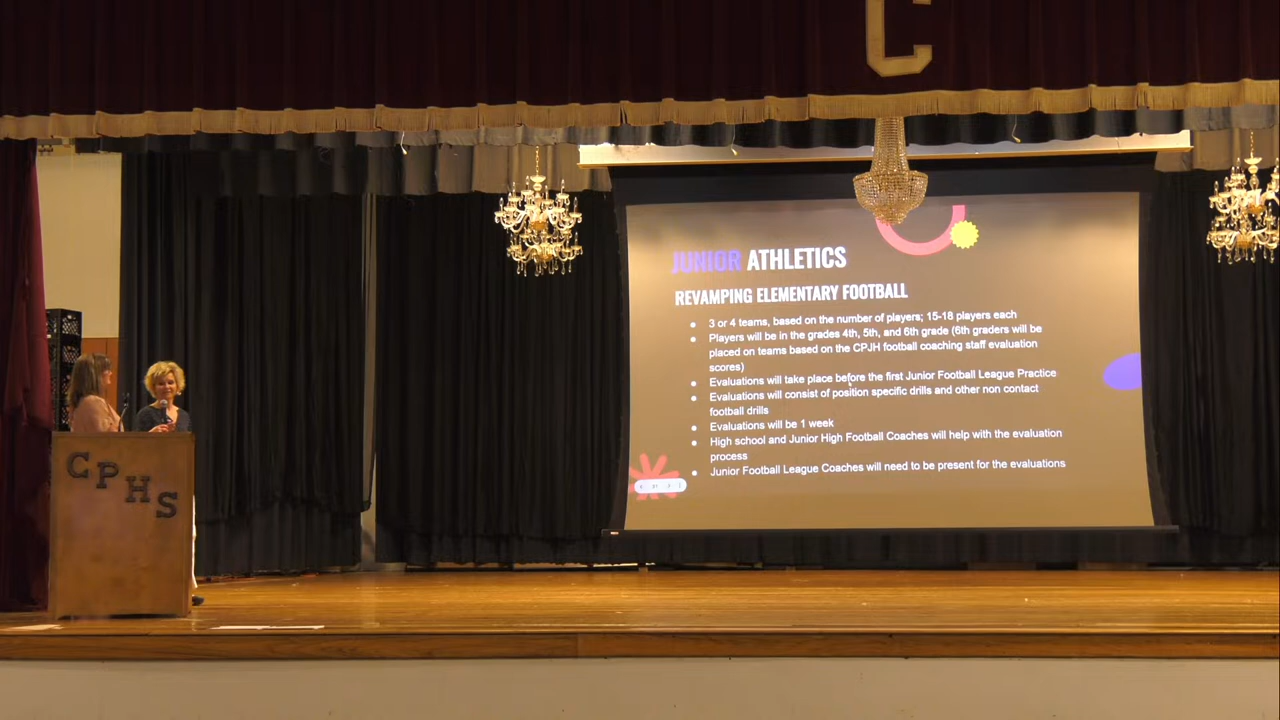 C
JUNIOR ATHLETICS
REVAMPING ELEMENTARY FOOTBALL
● 3 or 4 teams, based on the number of players; 15-18 players each
● Players will be in the grades 4th, 5th, and 6th grade (6th graders will be
placed on teams based on the CPJH football coaching staff evaluation
scores)
● Evaluations will take place before the first Junior Football League Practice
● Evaluations will consist of position specific drills and other non contact
football drills
● Evaluations will be 1 week
● High school and Junior High Football Coaches will help with the evaluation
process
● Junior Football League Coaches will need to be present for the evaluations
CPHS